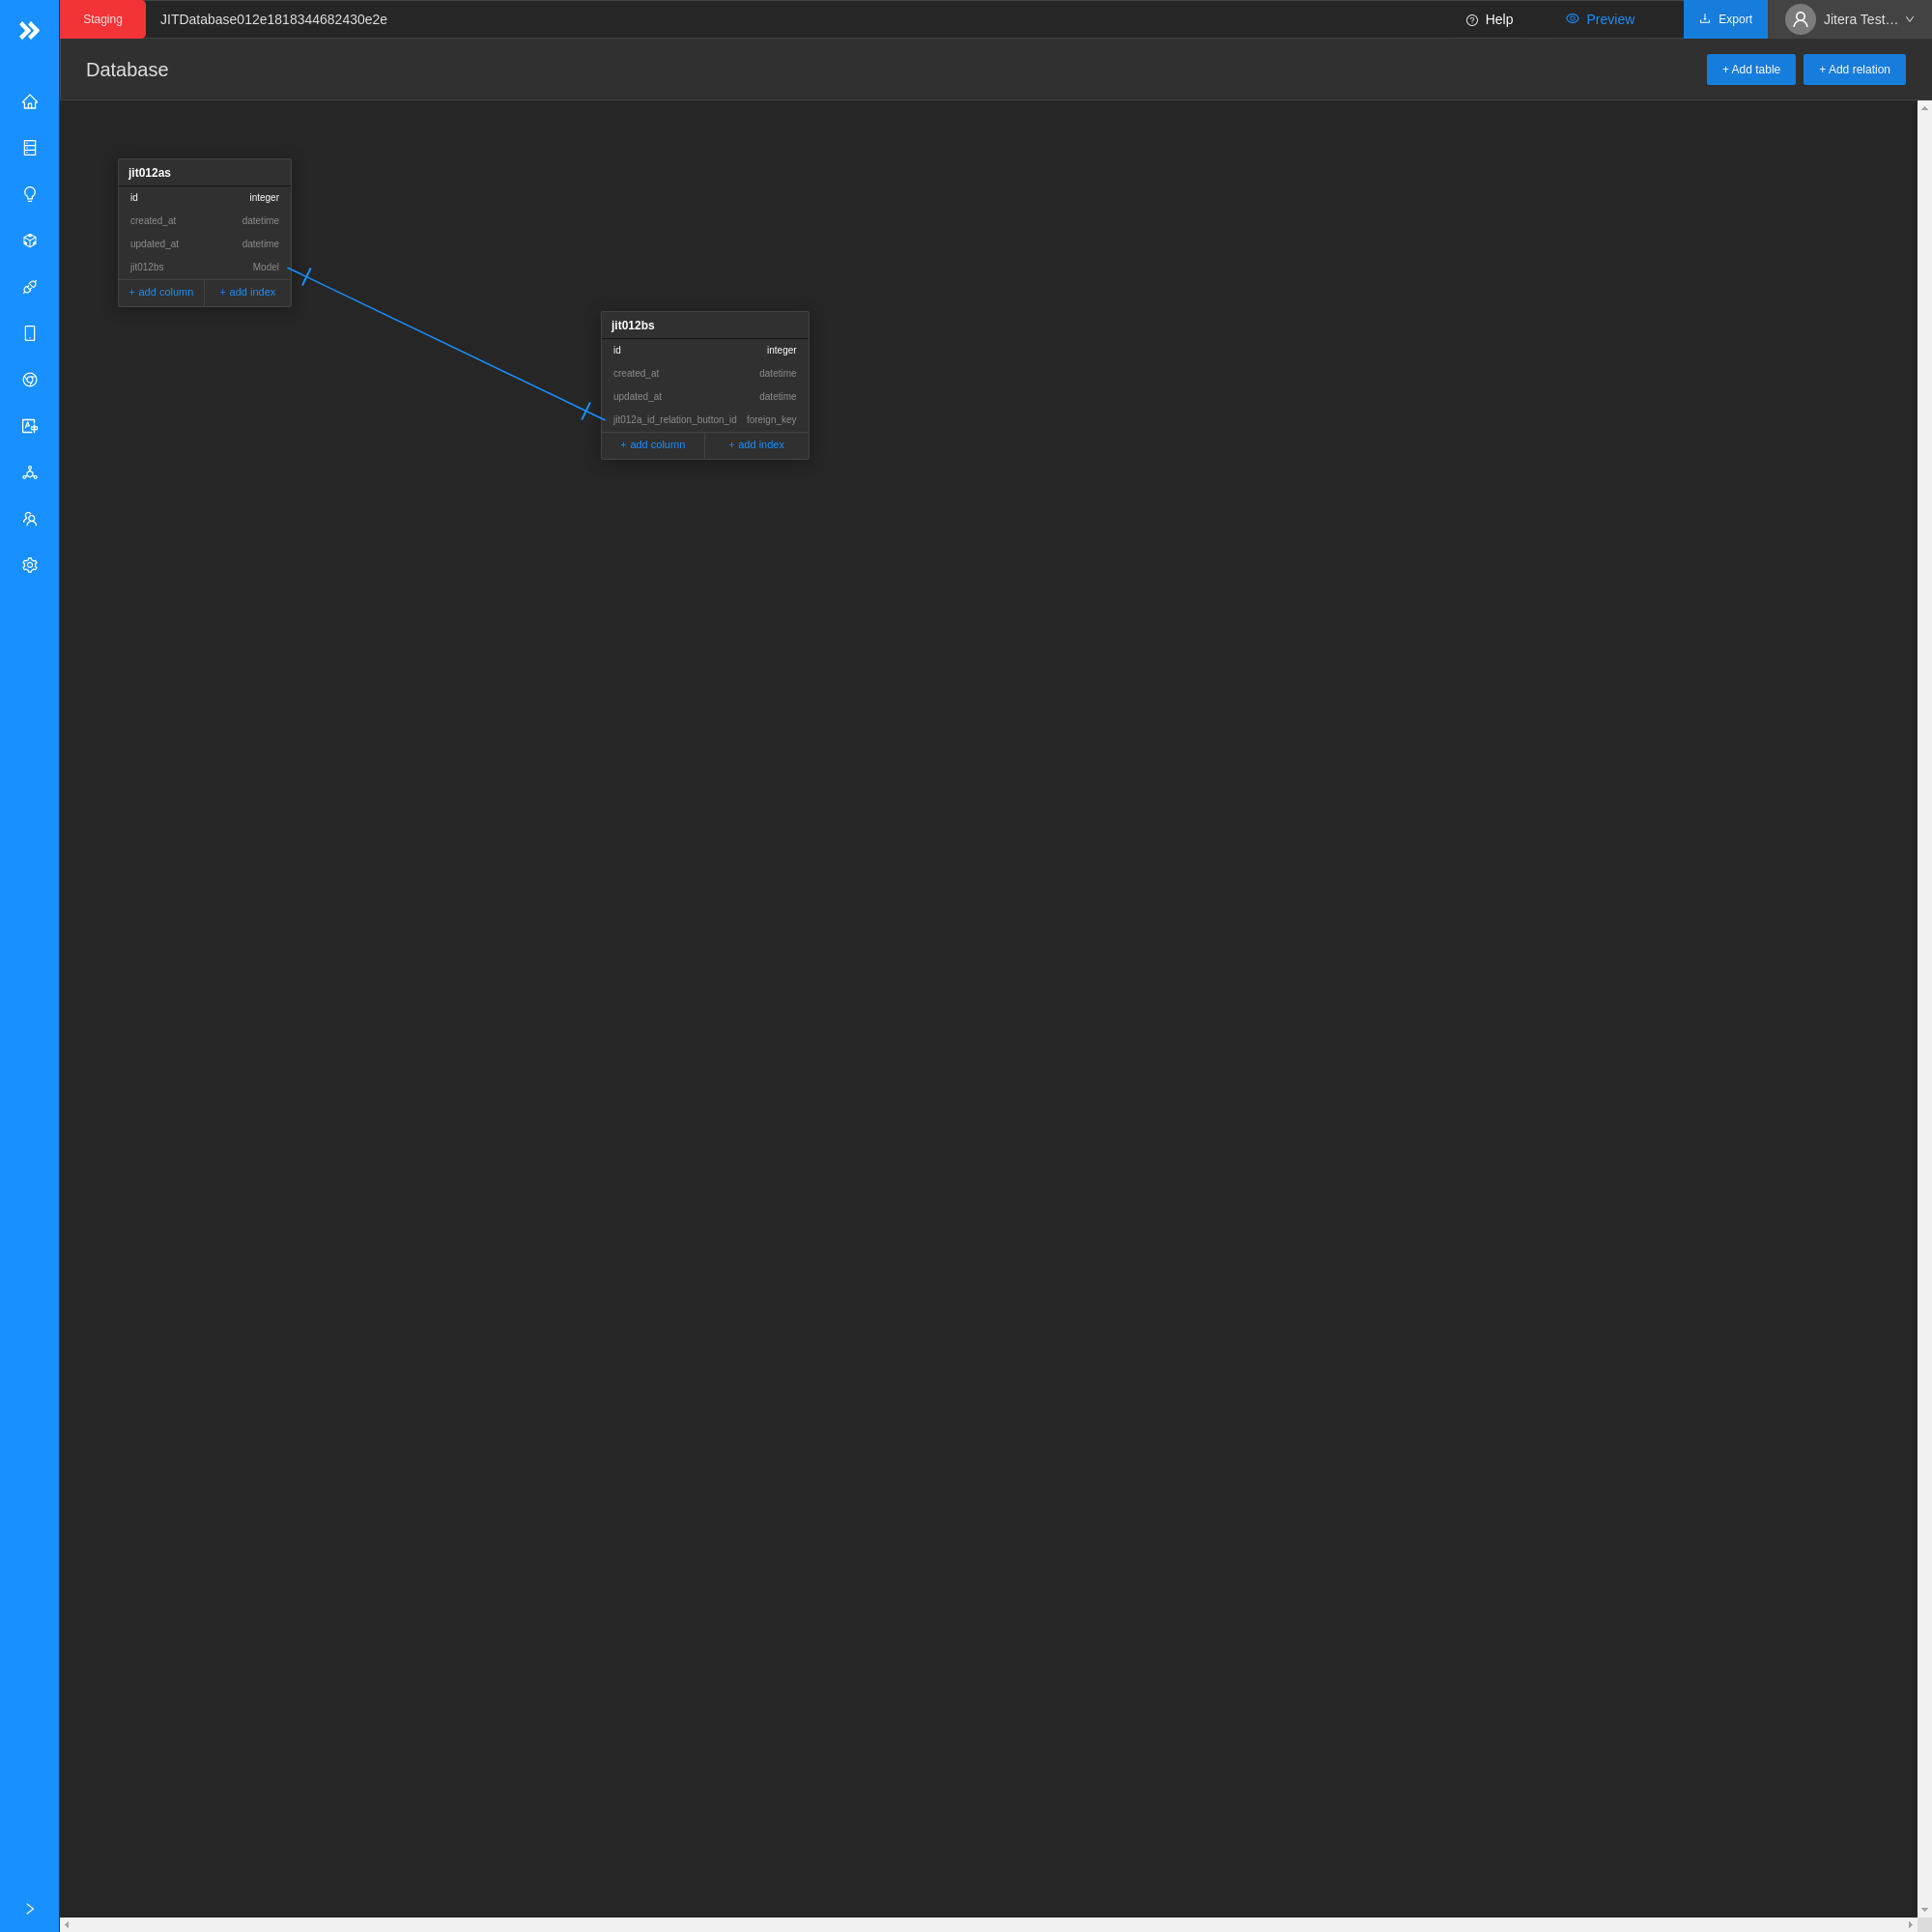 Staging JITDatabase012e1818344682430e2e Help Preview Export Jitera Test…
Database + Add table + Add relation
jit012as
id integer
created_at datetime
updated_at datetime
jit012bs Model
+ add column + add index
jit012bs
id integer
created_at datetime
updated_at datetime
jit012a_id_relation_button_id foreign_key
+ add column + add index